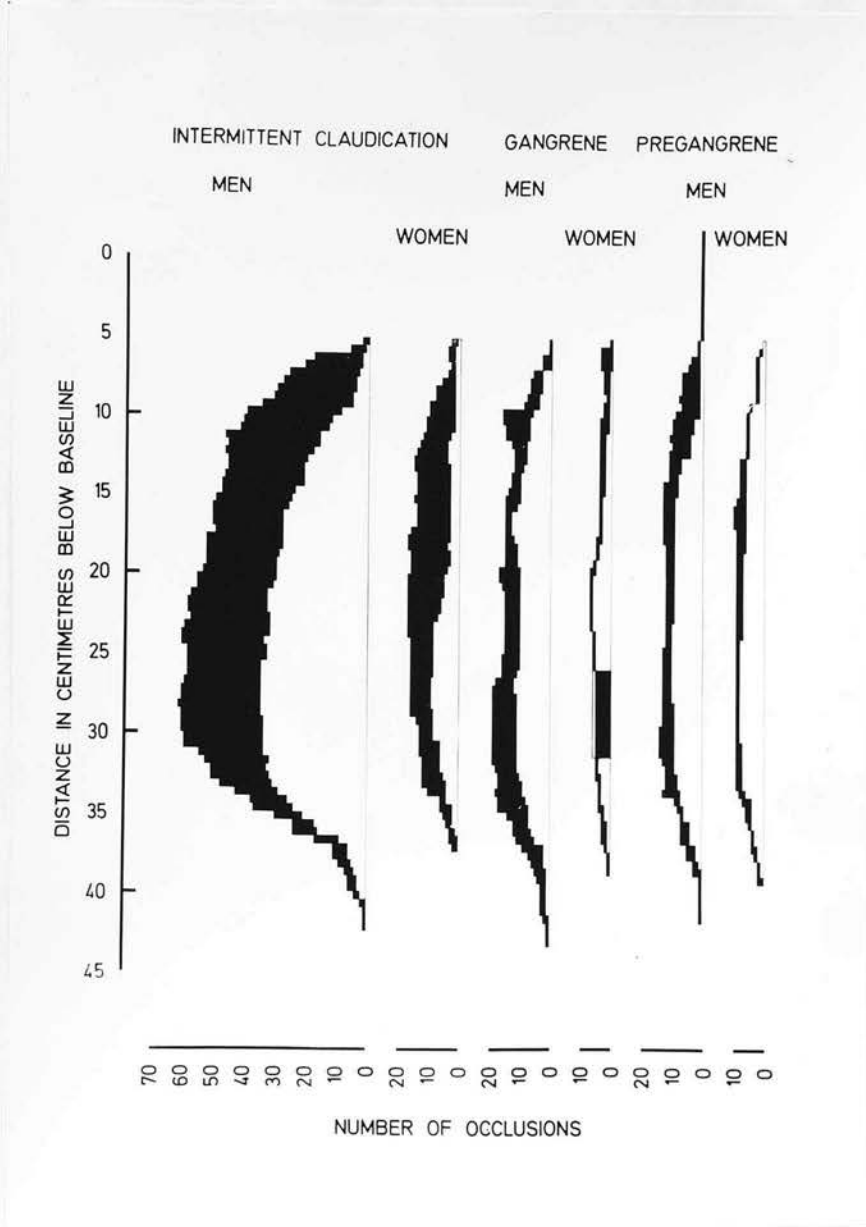 INTERMITTENT CLAUDICATION GANGRENE PREGANGRENE
MEN MEN MEN
WOMEN WOMEN WOMEN
0
5
10
15
20
25
30
35
40
45
DISTANCE IN CENTIMETRES BELOW BASELINE
70 60 50 40 30 20 10 0 20 10 0 20 10 0 10 0 20 10 0 10 0
NUMBER OF OCCLUSIONS